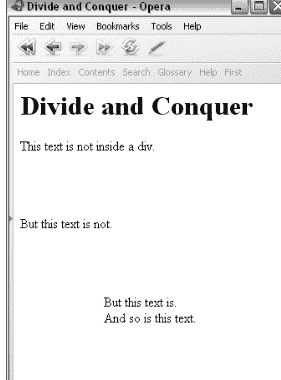 Divide and Conquer - Opera
File Edit View Bookmarks Tools Help
Home Index Contents Search Glossary Help First
Divide and Conquer
This text is not inside a div.
But this text is not.
But this text is.
And so is this text.